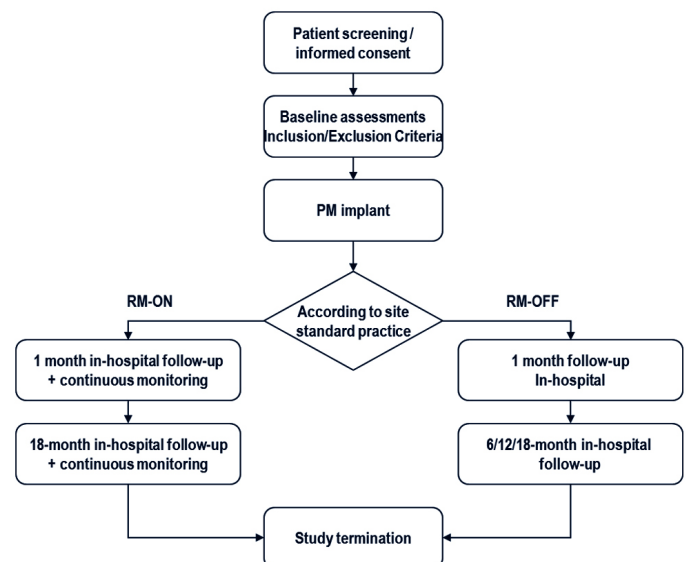 Patient screening /
informed consent
Baseline assessments
Inclusion/Exclusion Criteria
PM implant
According to site
standard practice
RM-ON
RM-OFF
1 month in-hospital follow-up
+ continuous monitoring
1 month follow-up
In-hospital
18-month in-hospital follow-up
+ continuous monitoring
6/12/18-month in-hospital
follow-up
Study termination